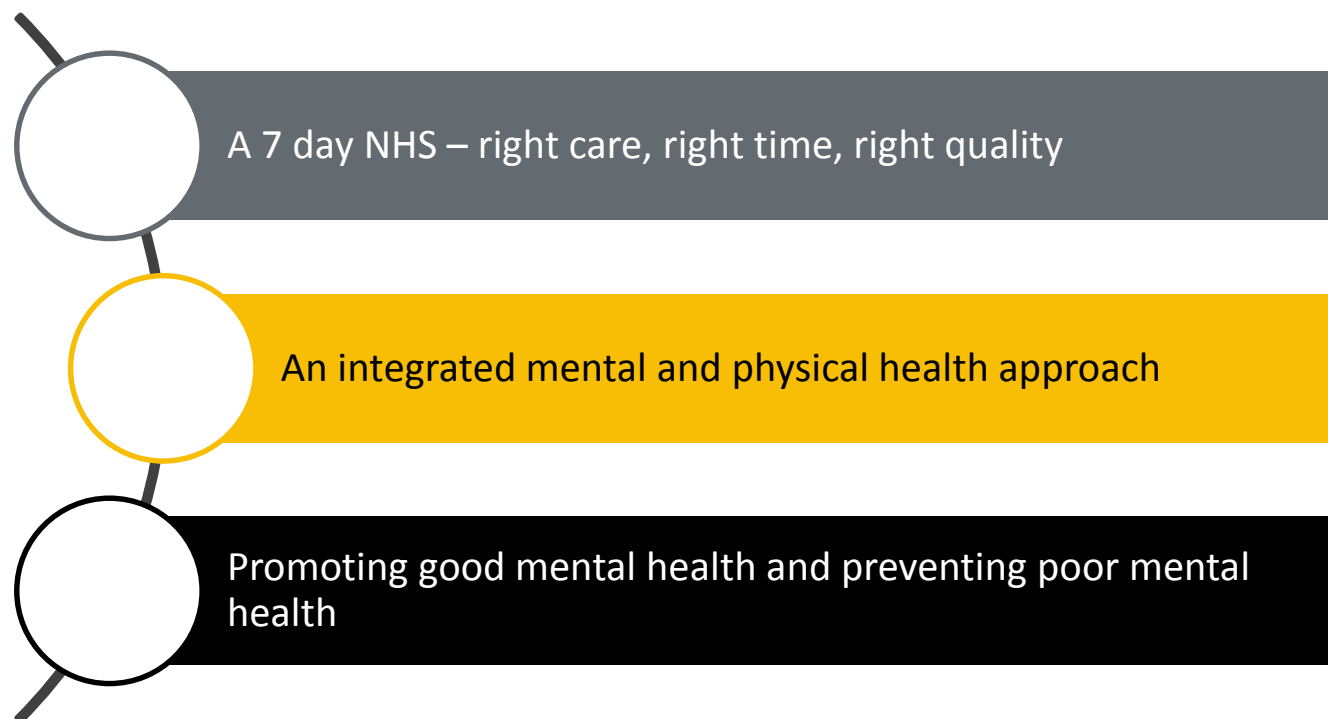 A 7 day NHS – right care, right time, right quality
An integrated mental and physical health approach
Promoting good mental health and preventing poor mental
health